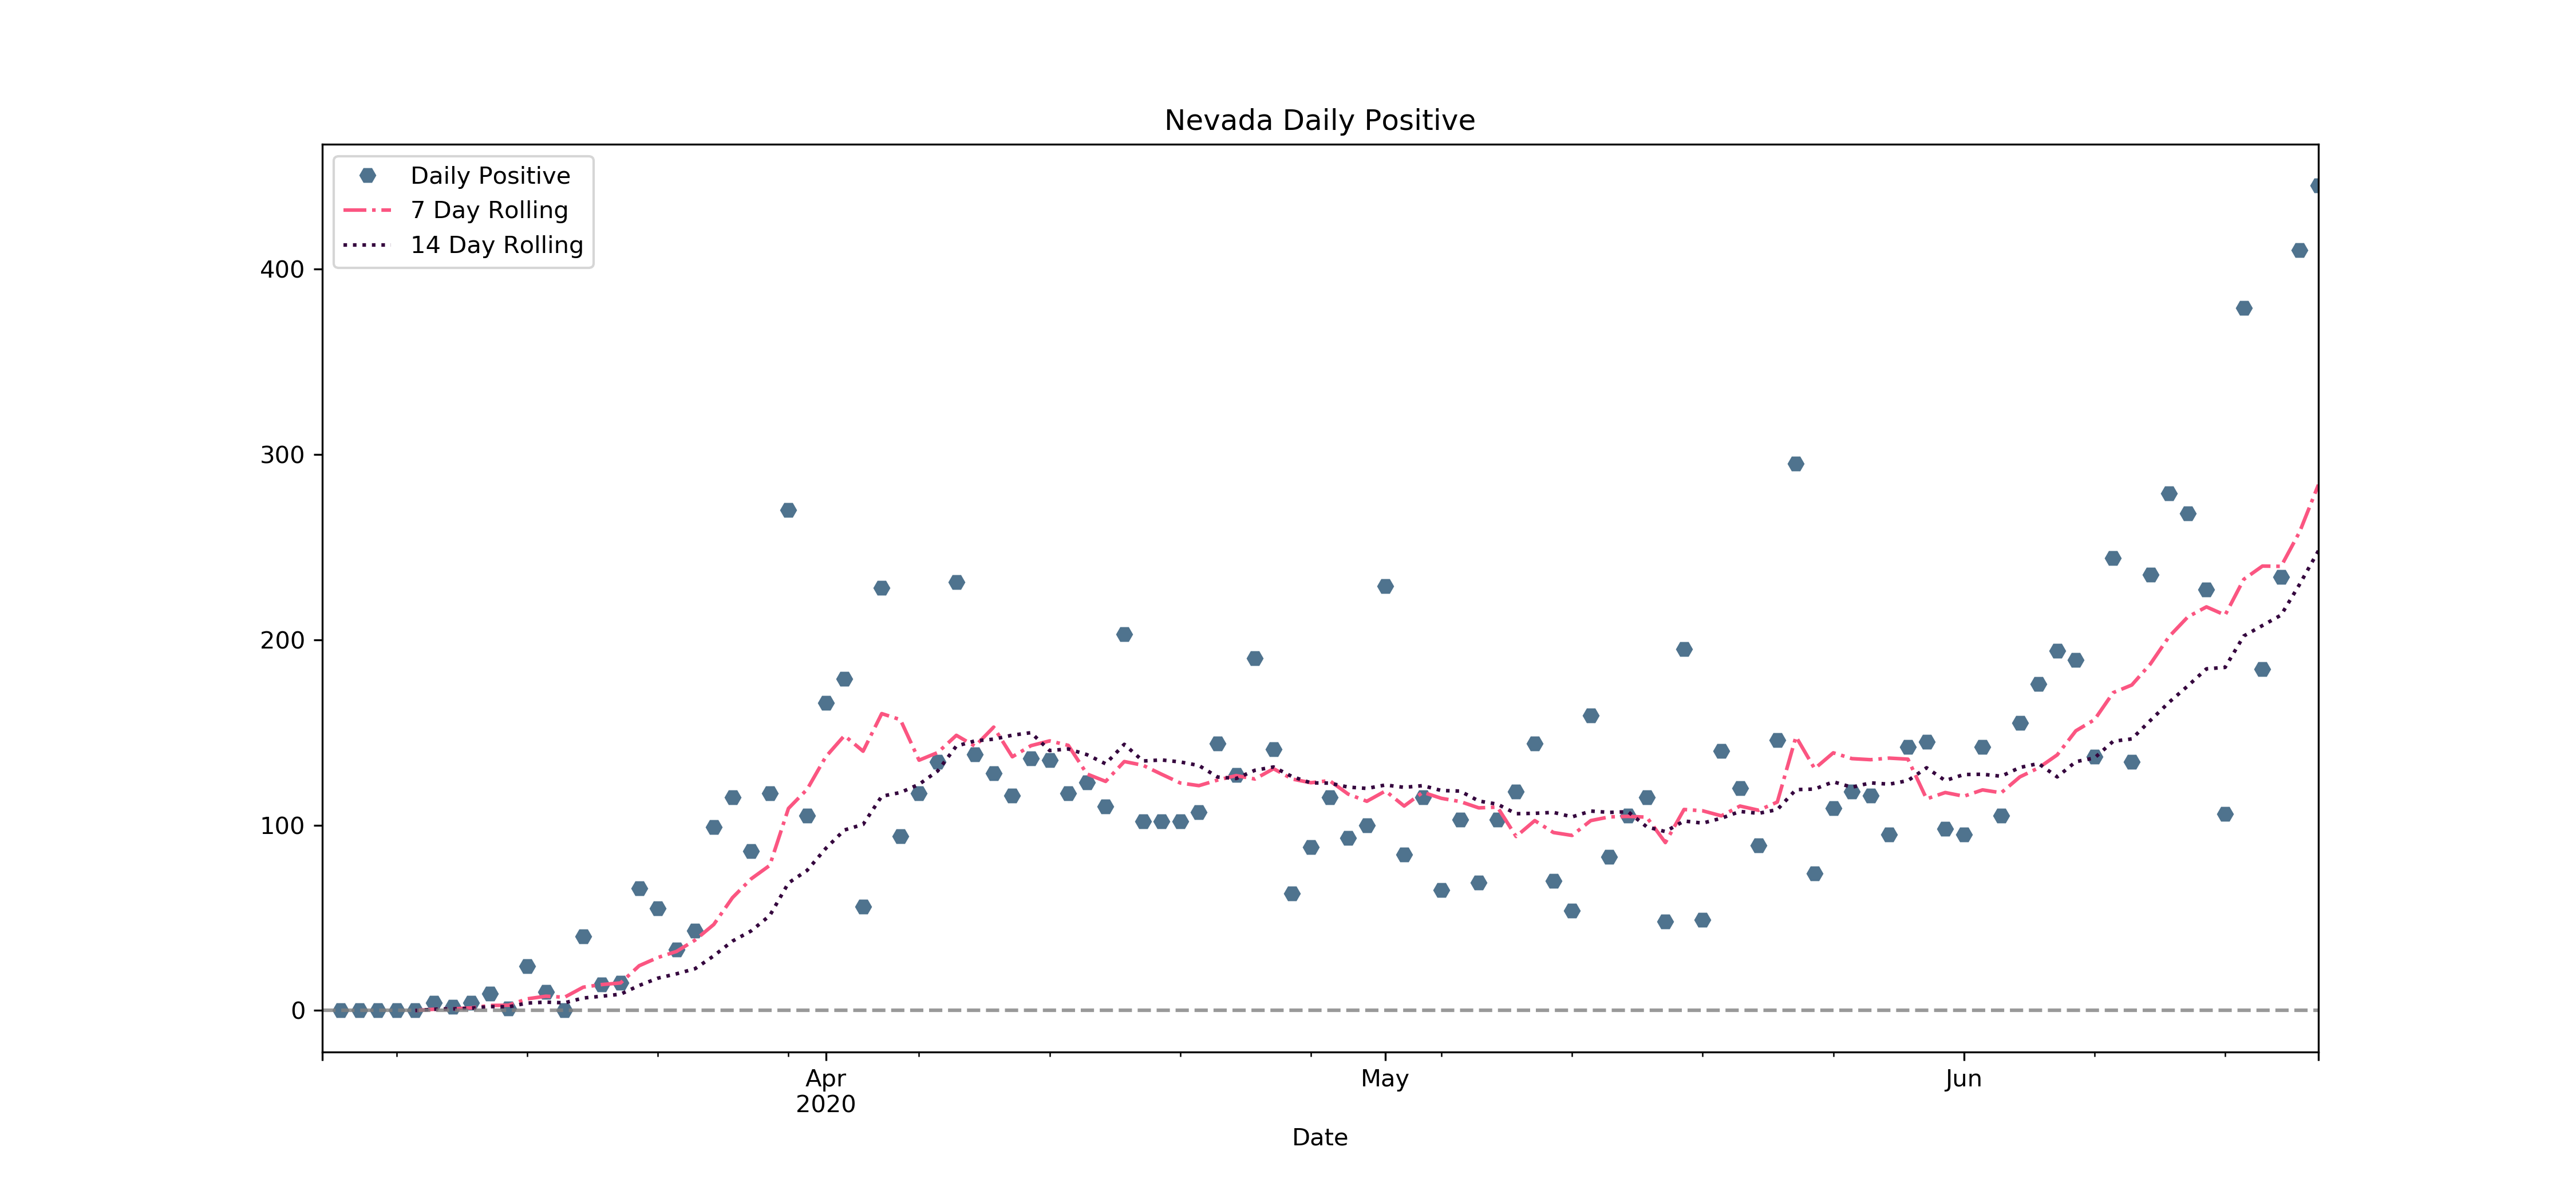 Nevada Daily Positive
Daily Positive
7 Day Rolling
14 Day Rolling
400
300
200
100
0
Apr
2020
May
Jun
Date